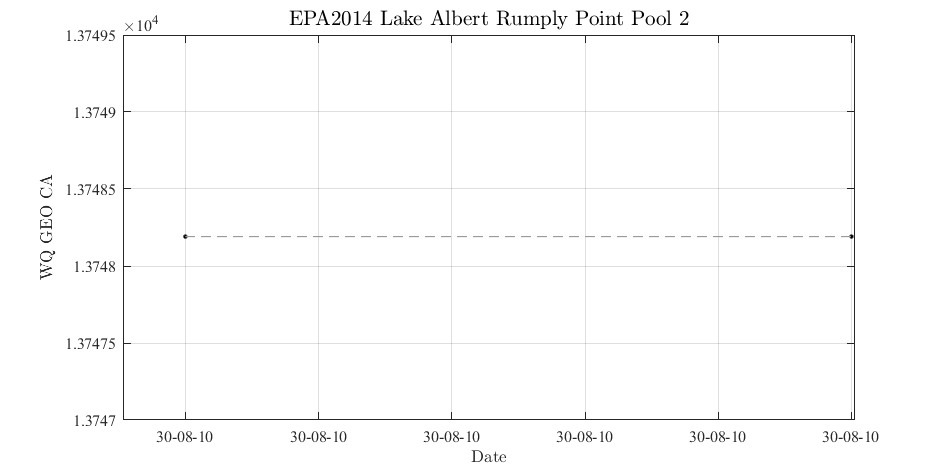 EPA2014 Lake Albert Rumply Point Pool 2
×10⁴
1.37495
1.3749
1.37485
1.3748
1.37475
1.3747
WQ GEO CA
30-08-10 30-08-10 30-08-10 30-08-10 30-08-10 30-08-10
Date